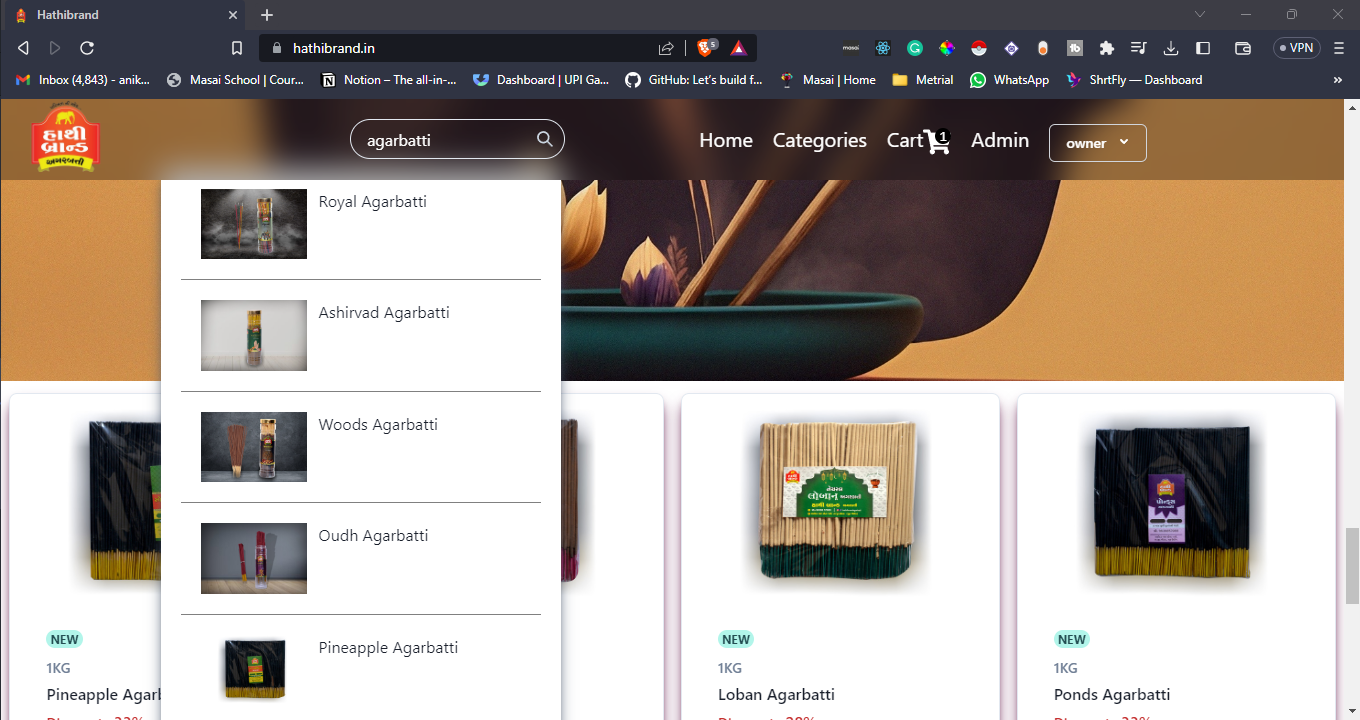 Hathibrand
hathibrand.in
5
VPN
Inbox (4,843) - anik...
Masai School | Cour...
Notion – The all-in-...
Dashboard | UPI Ga...
GitHub: Let's build f...
Masai | Home
Metrial
WhatsApp
ShrtFly — Dashboard
»
હાથી
બ્રાન્ડ
અગરબત્તી
agarbatti
Home
Categories
Cart
1
Admin
owner
Royal Agarbatti
Ashirvad Agarbatti
Woods Agarbatti
Oudh Agarbatti
Pineapple Agarbatti
NEW
1KG
Pineapple Agarb
લોબાન
હાથી બ્રાન્ડ
NEW
1KG
Loban Agarbatti
પોન્ડ્સ
NEW
1KG
Ponds Agarbatti